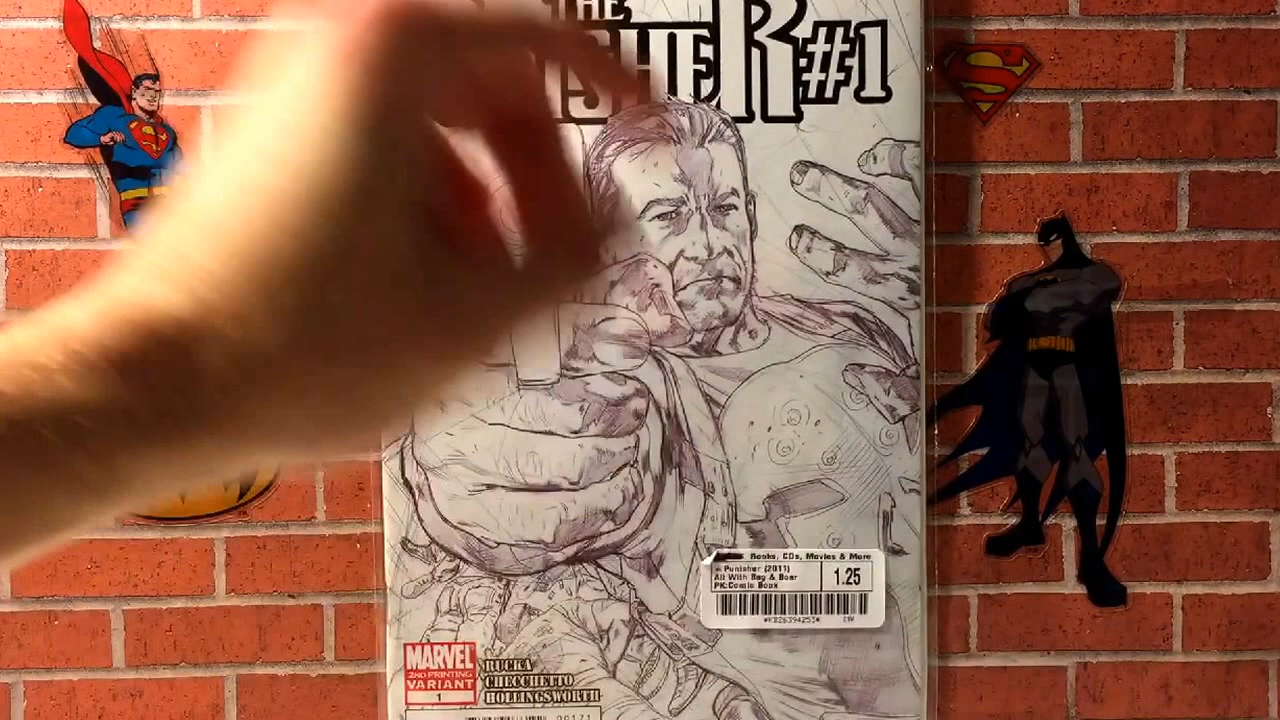 THE
ISHER #1
Books, CDs, Movies & More
Punisher (2011)
All With Bag & Boar
PK:Comic Book
1.25
MARVEL
2ND PRINTING
VARIANT
1
RUCKA
CHECCHETTO
HOLLINGSWORTH